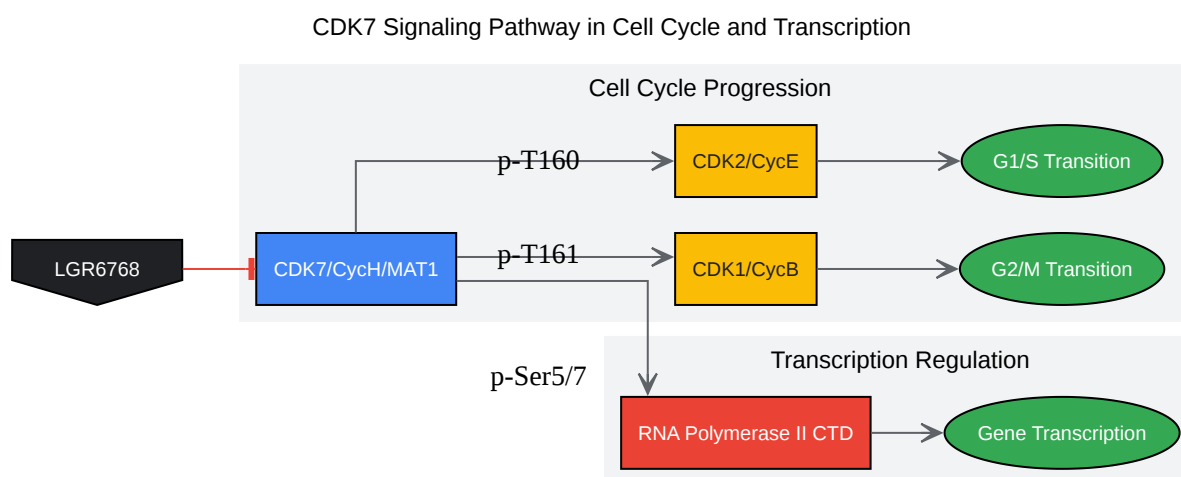 CDK7 Signaling Pathway in Cell Cycle and Transcription
Cell Cycle Progression
p-T160
CDK2/CycE
G1/S Transition
LGR6768
CDK7/CycH/MAT1
p-T161
CDK1/CycB
G2/M Transition
p-Ser5/7
Transcription Regulation
RNA Polymerase II CTD
Gene Transcription